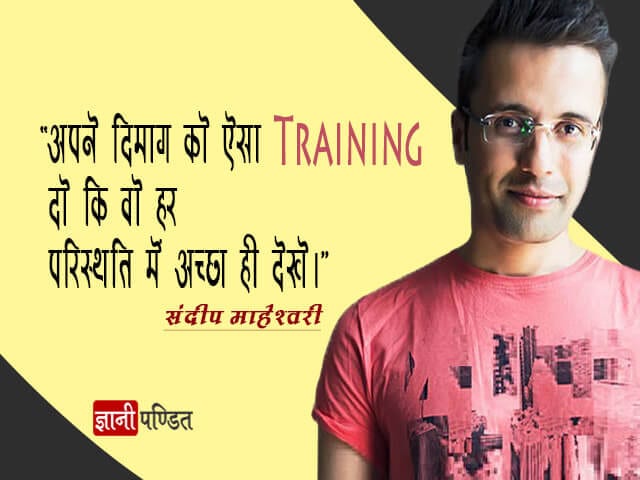 "अपने दिमाग को ऐसा TRAINING
दो कि वो हर
परिस्थति में अच्छा ही देखे।"
संदीप माहेश्वरी
ज्ञानी पण्डित